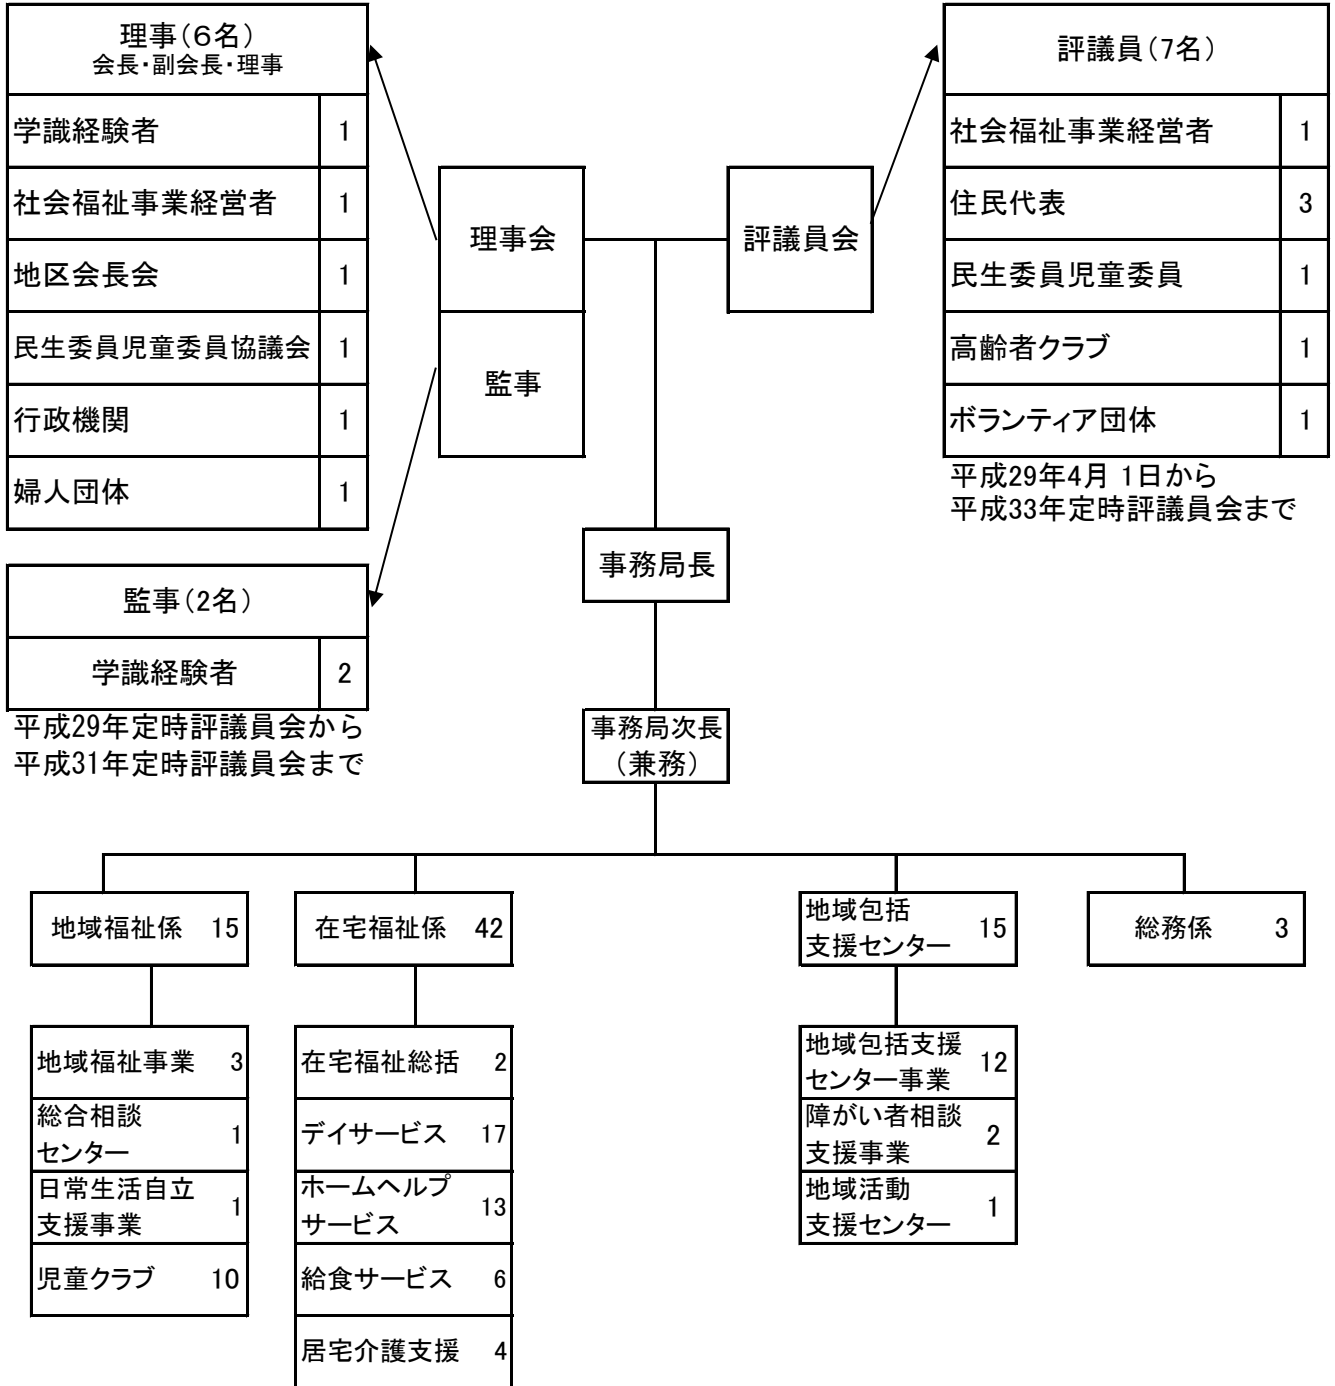 理事（６名）
会長・副会長・理事
学識経験者 1
社会福祉事業経営者 1
地区会長会 1
民生委員児童委員協議会 1
行政機関 1
婦人団体 1
監事（2名）
学識経験者 2
平成29年定時評議員会から
平成31年定時評議員会まで
理事会
監事
評議員会
評議員（7名）
社会福祉事業経営者 1
住民代表 3
民生委員児童委員 1
高齢者クラブ 1
ボランティア団体 1
平成29年4月 1日から
平成33年定時評議員会まで
事務局長
事務局次長
（兼務）
地域福祉係 15
地域福祉事業 3
総合相談
センター 1
日常生活自立
支援事業 1
児童クラブ 10
在宅福祉係 42
在宅福祉総括 2
デイサービス 17
ホームヘルプ
サービス 13
給食サービス 6
居宅介護支援 4
地域包括
支援センター 15
地域包括支援
センター事業 12
障がい者相談
支援事業 2
地域活動
支援センター 1
総務係 3